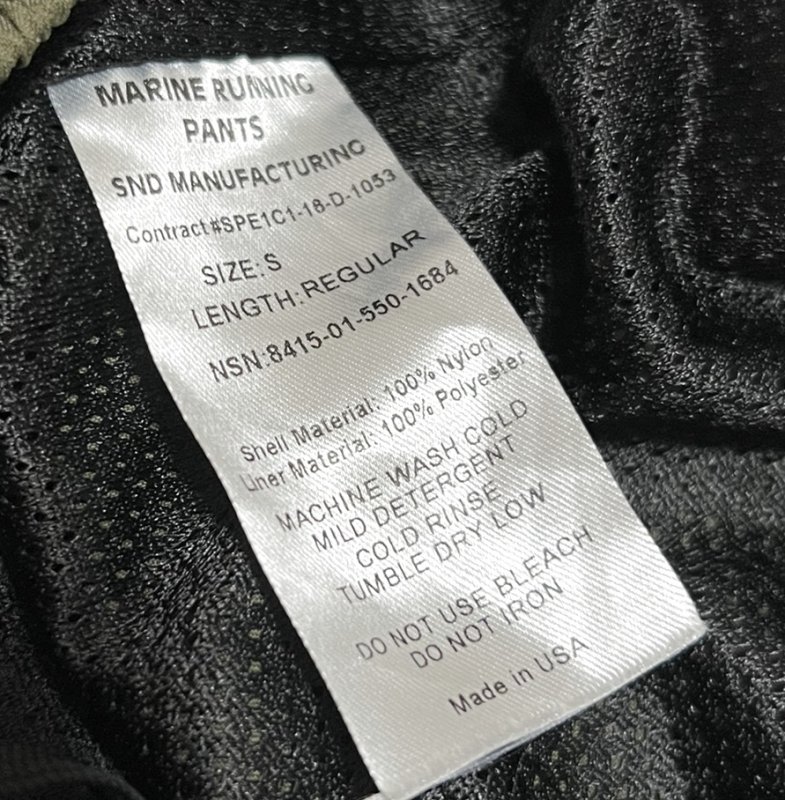 MARINE RUNNING
PANTS
SND MANUFACTURING
Contract#SPE1C1-18-D-1053
SIZE:S
LENGTH:REGULAR
NSN:8415-01-550-1684
Shell Material: 100% Nylon
Liner Material: 100% Polyester
MACHINE WASH COLD
MILD DETERGENT
COLD RINSE
TUMBLE DRY LOW
DO NOT USE BLEACH
DO NOT IRON
Made in USA